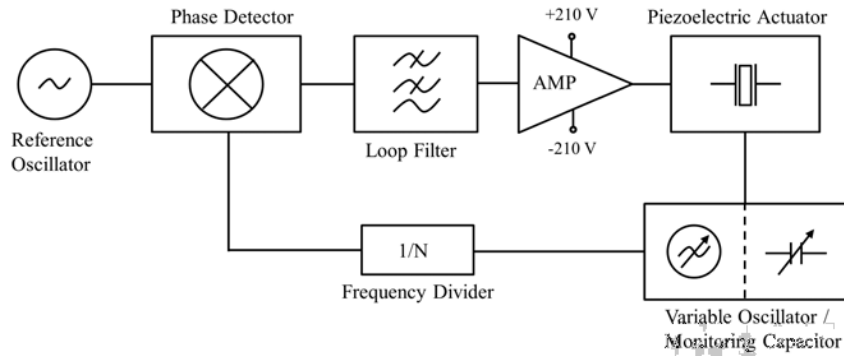 Phase Detector
+210 V
Piezoelectric Actuator
AMP
Reference
Oscillator
Loop Filter
-210 V
1/N
Frequency Divider
Variable Oscillator /
Monitoring Capacitor